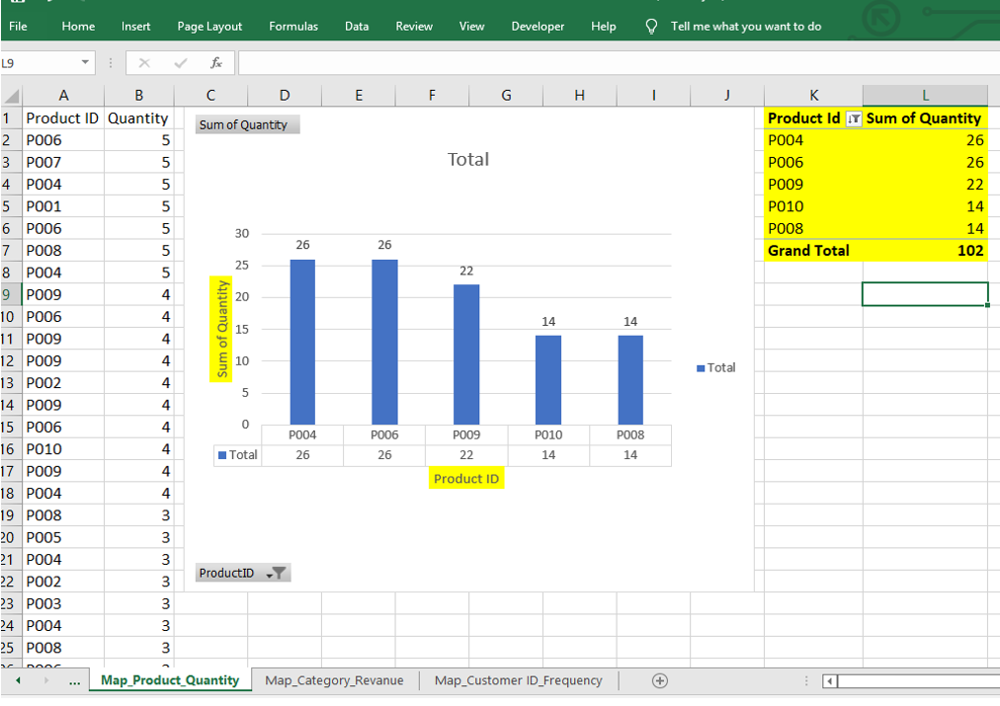 File Home Insert Page Layout Formulas Data Review View Developer Help Tell me what you want to do
L9 fx
A B C D E F G H I J K L
1 Product ID Quantity Product Id Sum of Quantity
2 P006 5 P004 26
3 P007 5 P006 26
4 P004 5 P009 22
5 P001 5 P010 14
6 P006 5 P008 14
7 P008 5 Grand Total 102
8 P004 5
9 P009 4
10 P006 4
11 P009 4
12 P009 4
13 P002 4
14 P009 4
15 P006 4
16 P010 4
17 P009 4
18 P004 4
19 P008 3
20 P005 3
21 P004 3
22 P002 3
23 P003 3
24 P004 3
25 P008 3
Sum of Quantity
Total
30
25
20
15
10
5
0
Sum of Quantity
26 26 22 14 14
P004 P006 P009 P010 P008
Total 26 26 22 14 14
Product ID
Total
ProductID
... Map_Product_Quantity Map_Category_Revanue Map_Customer ID_Frequency